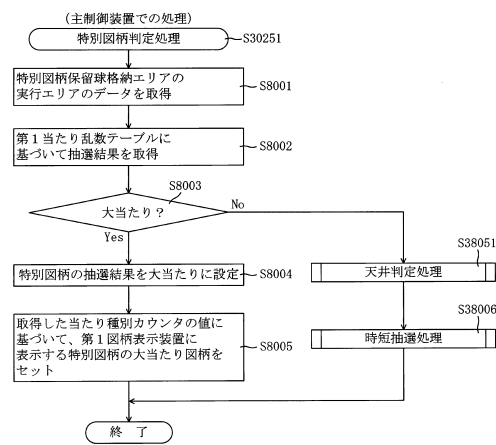 (主制御装置での処理)
特別図柄判定処理
S30251
特別図柄保留球格納エリアの
実行エリアのデータを取得
S8001
第１当たり乱数テーブルに
基づいて抽選結果を取得
S8002
S8003
大当たり？
No
Yes
特別図柄の抽選結果を大当たりに設定
S8004
取得した当たり種別カウンタの値に
基づいて、第１図柄表示装置に
表示する特別図柄の大当たり図柄を
セット
S8005
S38051
天井判定処理
S38006
時短抽選処理
終 了